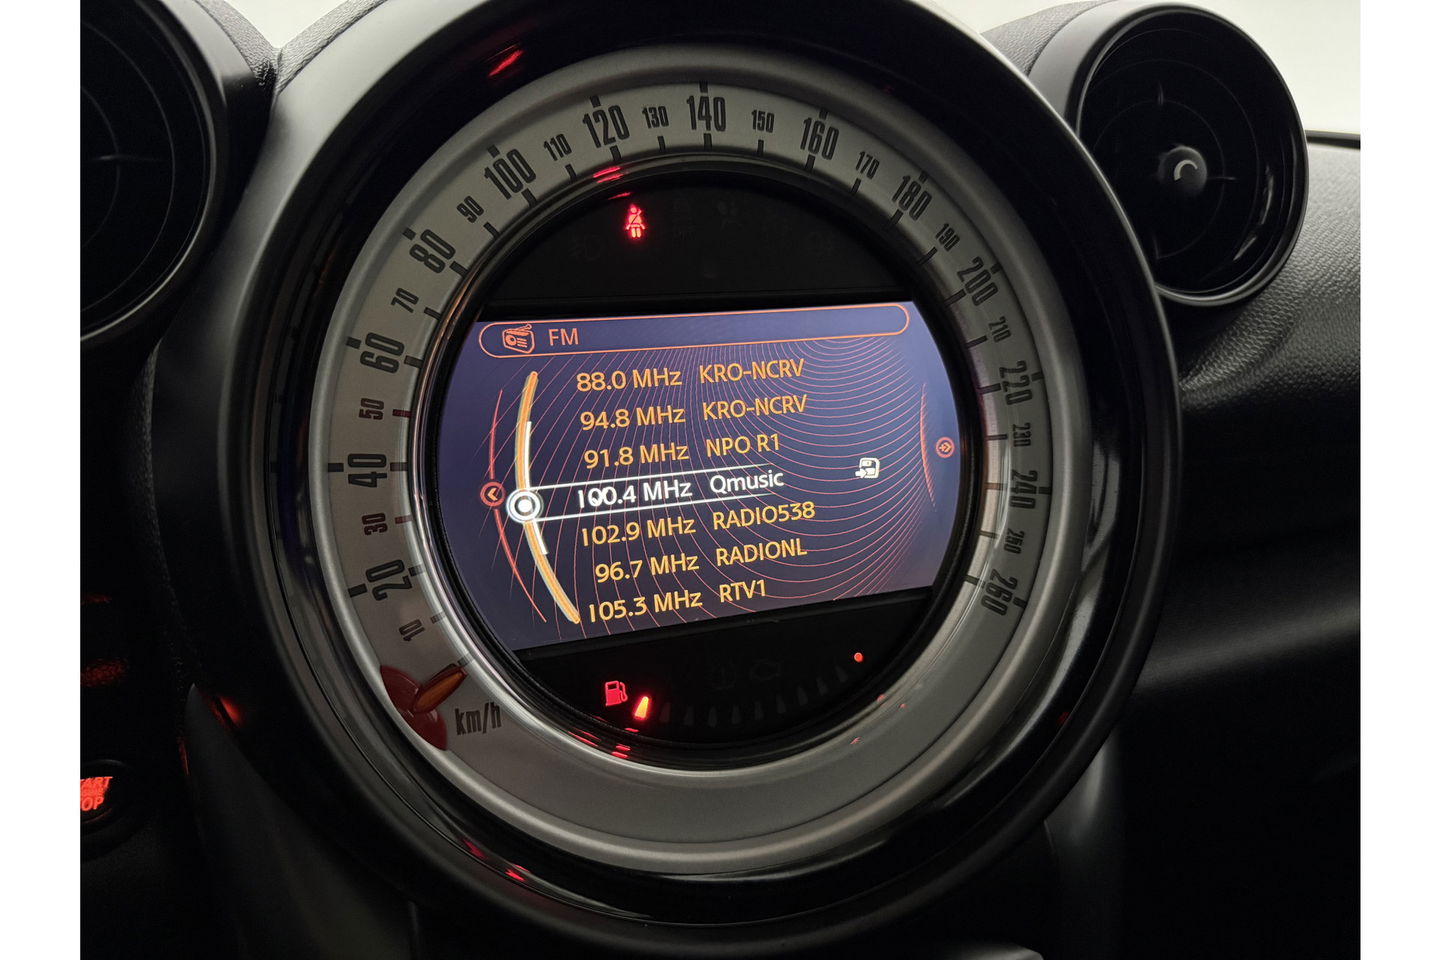 10
20
30
40
50
60
70
80
90
100
110
120
130
140
150
160
170
180
190
200
210
220
230
240
250
260
km/h
FM
88.0 MHz KRO-NCRV
94.8 MHz KRO-NCRV
91.8 MHz NPO R1
100.4 MHz Qmusic
102.9 MHz RADIO538
96.7 MHz RADIONL
105.3 MHz RTV1
START
STOP